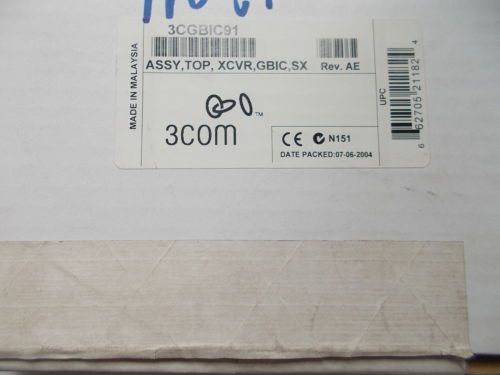 3CGBIC91
ASSY,TOP, XCVR,GBIC,SX Rev. AE
MADE IN MALAYSIA
3COM™
CE N151
DATE PACKED:07-06-2004
UPC
6 62705 21182 4